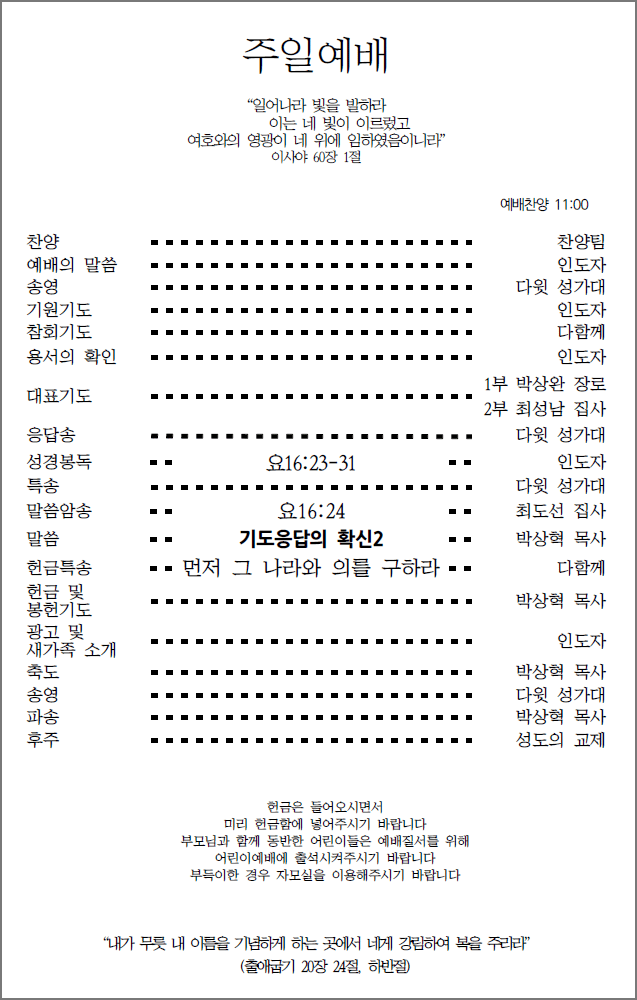 주일예배
“일어나라 빛을 발하라
이는 네 빛이 이르렀고
여호와의 영광이 네 위에 임하였음이니라”
이사야 60장 1절
예배찬양 11:00
찬양 찬양팀
예배의 말씀 인도자
송영 다윗 성가대
기원기도 인도자
참회기도 다함께
용서의 확인 인도자
대표기도 1부 박상완 장로
2부 최성남 집사
응답송 다윗 성가대
성경봉독 요16:23-31 인도자
특송 다윗 성가대
말씀암송 요16:24 최도선 집사
말씀 기도응답의 확신2 박상혁 목사
헌금특송 먼저 그 나라와 의를 구하라 다함께
헌금 및
봉헌기도 박상혁 목사
광고 및
새가족 소개 인도자
축도 박상혁 목사
송영 다윗 성가대
파송 박상혁 목사
후주 성도의 교제
헌금은 들어오시면서
미리 헌금함에 넣어주시기 바랍니다
부모님과 함께 동반한 어린이들은 예배질서를 위해
어린이예배에 출석시켜주시기 바랍니다
부득이한 경우 자모실을 이용해주시기 바랍니다
“내가 무릇 내 이름을 기념하게 하는 곳에서 네게 강림하여 복을 주리라”
(출애굽기 20장 24절, 하반절)